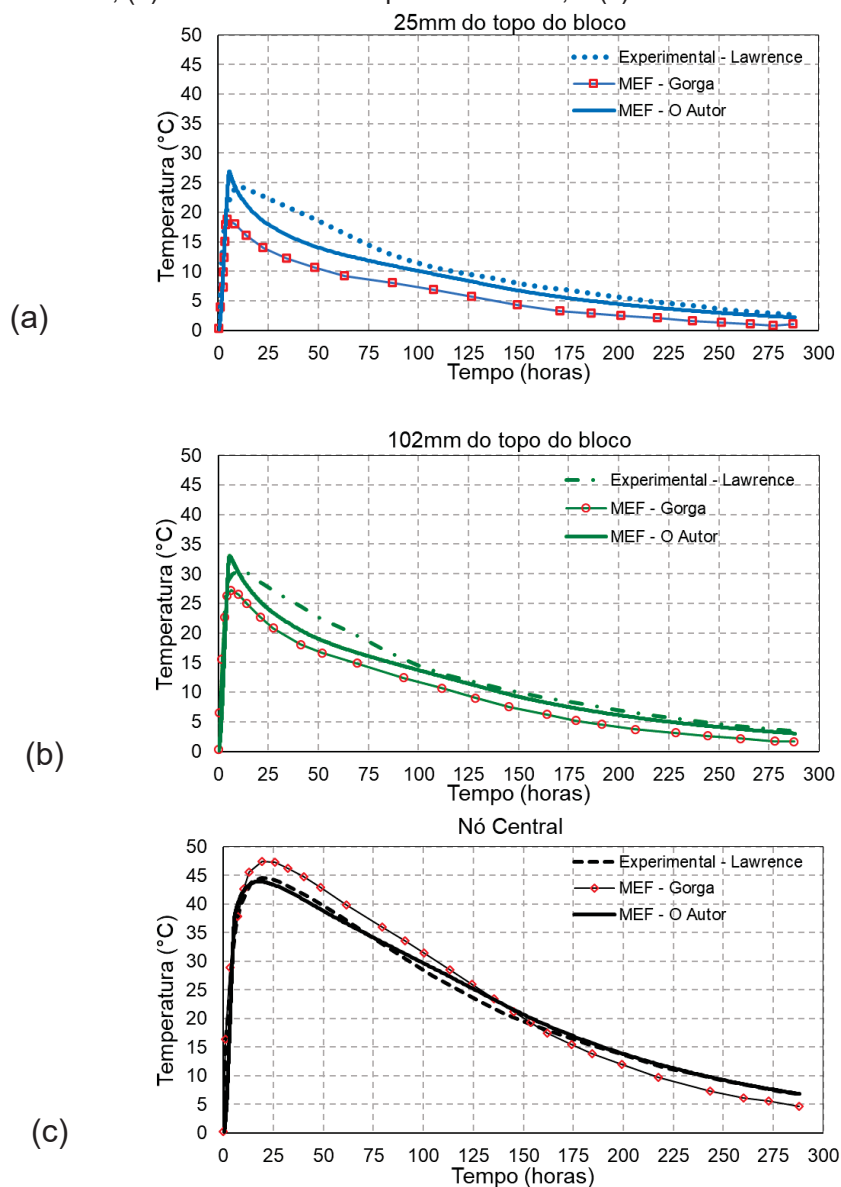 25mm do topo do bloco
50
45
40
35
30
25
20
15
10
5
0
Temperatura (°C)
Experimental - Lawrence
MEF - Gorga
MEF - O Autor
0 25 50 75 100 125 150 175 200 225 250 275 300
Tempo (horas)
(a)
102mm do topo do bloco
50
45
40
35
30
25
20
15
10
5
0
Temperatura (°C)
Experimental - Lawrence
MEF - Gorga
MEF - O Autor
0 25 50 75 100 125 150 175 200 225 250 275 300
Tempo (horas)
(b)
Nó Central
50
45
40
35
30
25
20
15
10
5
0
Temperatura (°C)
Experimental - Lawrence
MEF - Gorga
MEF - O Autor
0 25 50 75 100 125 150 175 200 225 250 275 300
Tempo (horas)
(c)